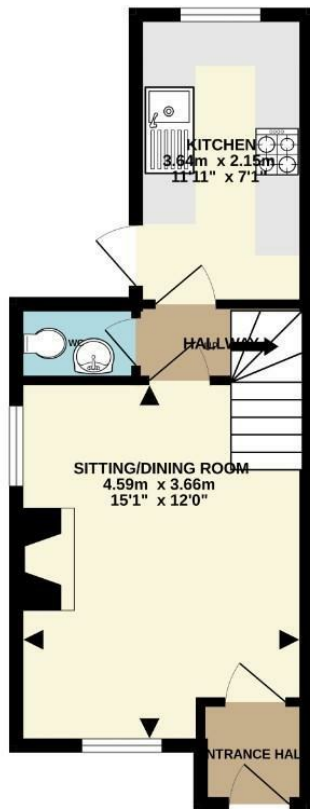 KITCHEN
3.64m x 2.15m
11'11" x 7'1"
WC
HALLWAY
UP
SITTING/DINING ROOM
4.59m x 3.66m
15'1" x 12'0"
ENTRANCE HALL